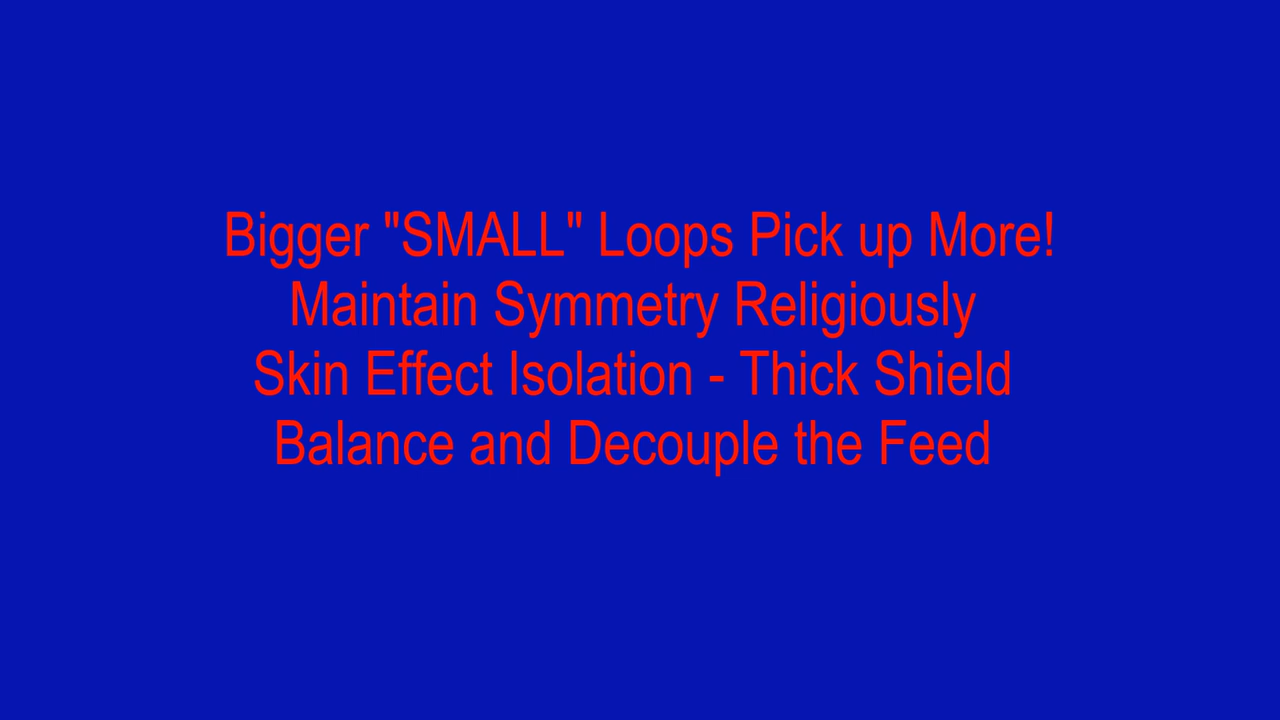 Bigger "SMALL" Loops Pick up More!
Maintain Symmetry Religiously
Skin Effect Isolation - Thick Shield
Balance and Decouple the Feed